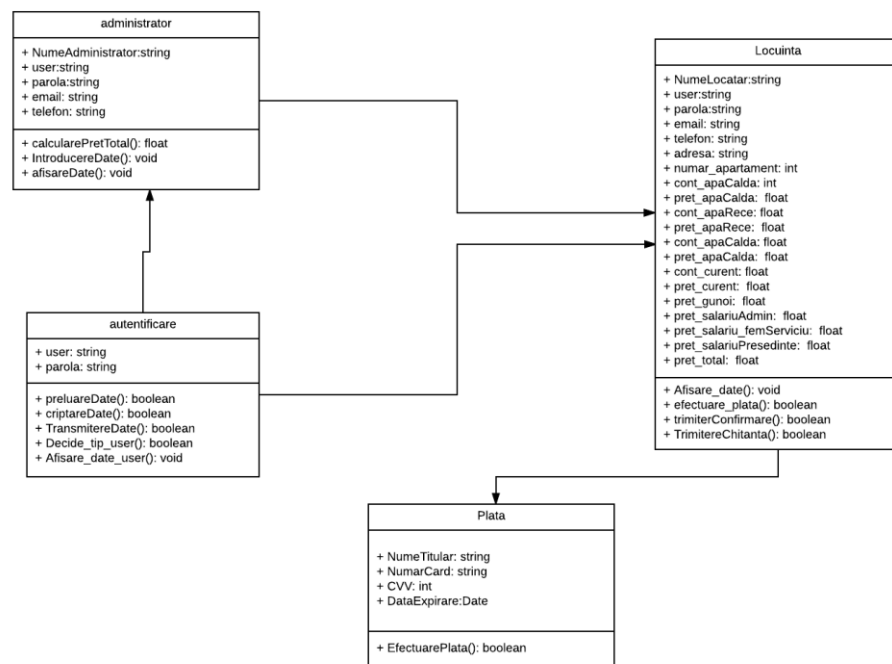 administrator
+ NumeAdministrator:string
+ user:string
+ parola:string
+ email: string
+ telefon: string
+ calcularePretTotal(): float
+ IntroducereDate(): void
+ afisareDate(): void
autentificare
+ user: string
+ parola: string
+ preluareDate(): boolean
+ criptareDate(): boolean
+ TransmitereDate(): boolean
+ Decide_tip_user(): boolean
+ Afisare_date_user(): void
Locuinta
+ NumeLocatar:string
+ user:string
+ parola:string
+ email: string
+ telefon: string
+ adresa: string
+ numar_apartament: int
+ cont_apaCalda: int
+ pret_apaCalda: float
+ cont_apaRece: float
+ pret_apaRece: float
+ cont_apaCalda: float
+ pret_apaCalda: float
+ cont_curent: float
+ pret_curent: float
+ pret_gunoi: float
+ pret_salariuAdmin: float
+ pret_salariu_femServiciu: float
+ pret_salariuPresedinte: float
+ pret_total: float
+ Afisare_date(): void
+ efectuare_plata(): boolean
+ trimiterConfirmare(): boolean
+ TrimitereChitanta(): boolean
Plata
+ NumeTitular: string
+ NumarCard: string
+ CVV: int
+ DataExpirare:Date
+ EfectuarePlata(): boolean